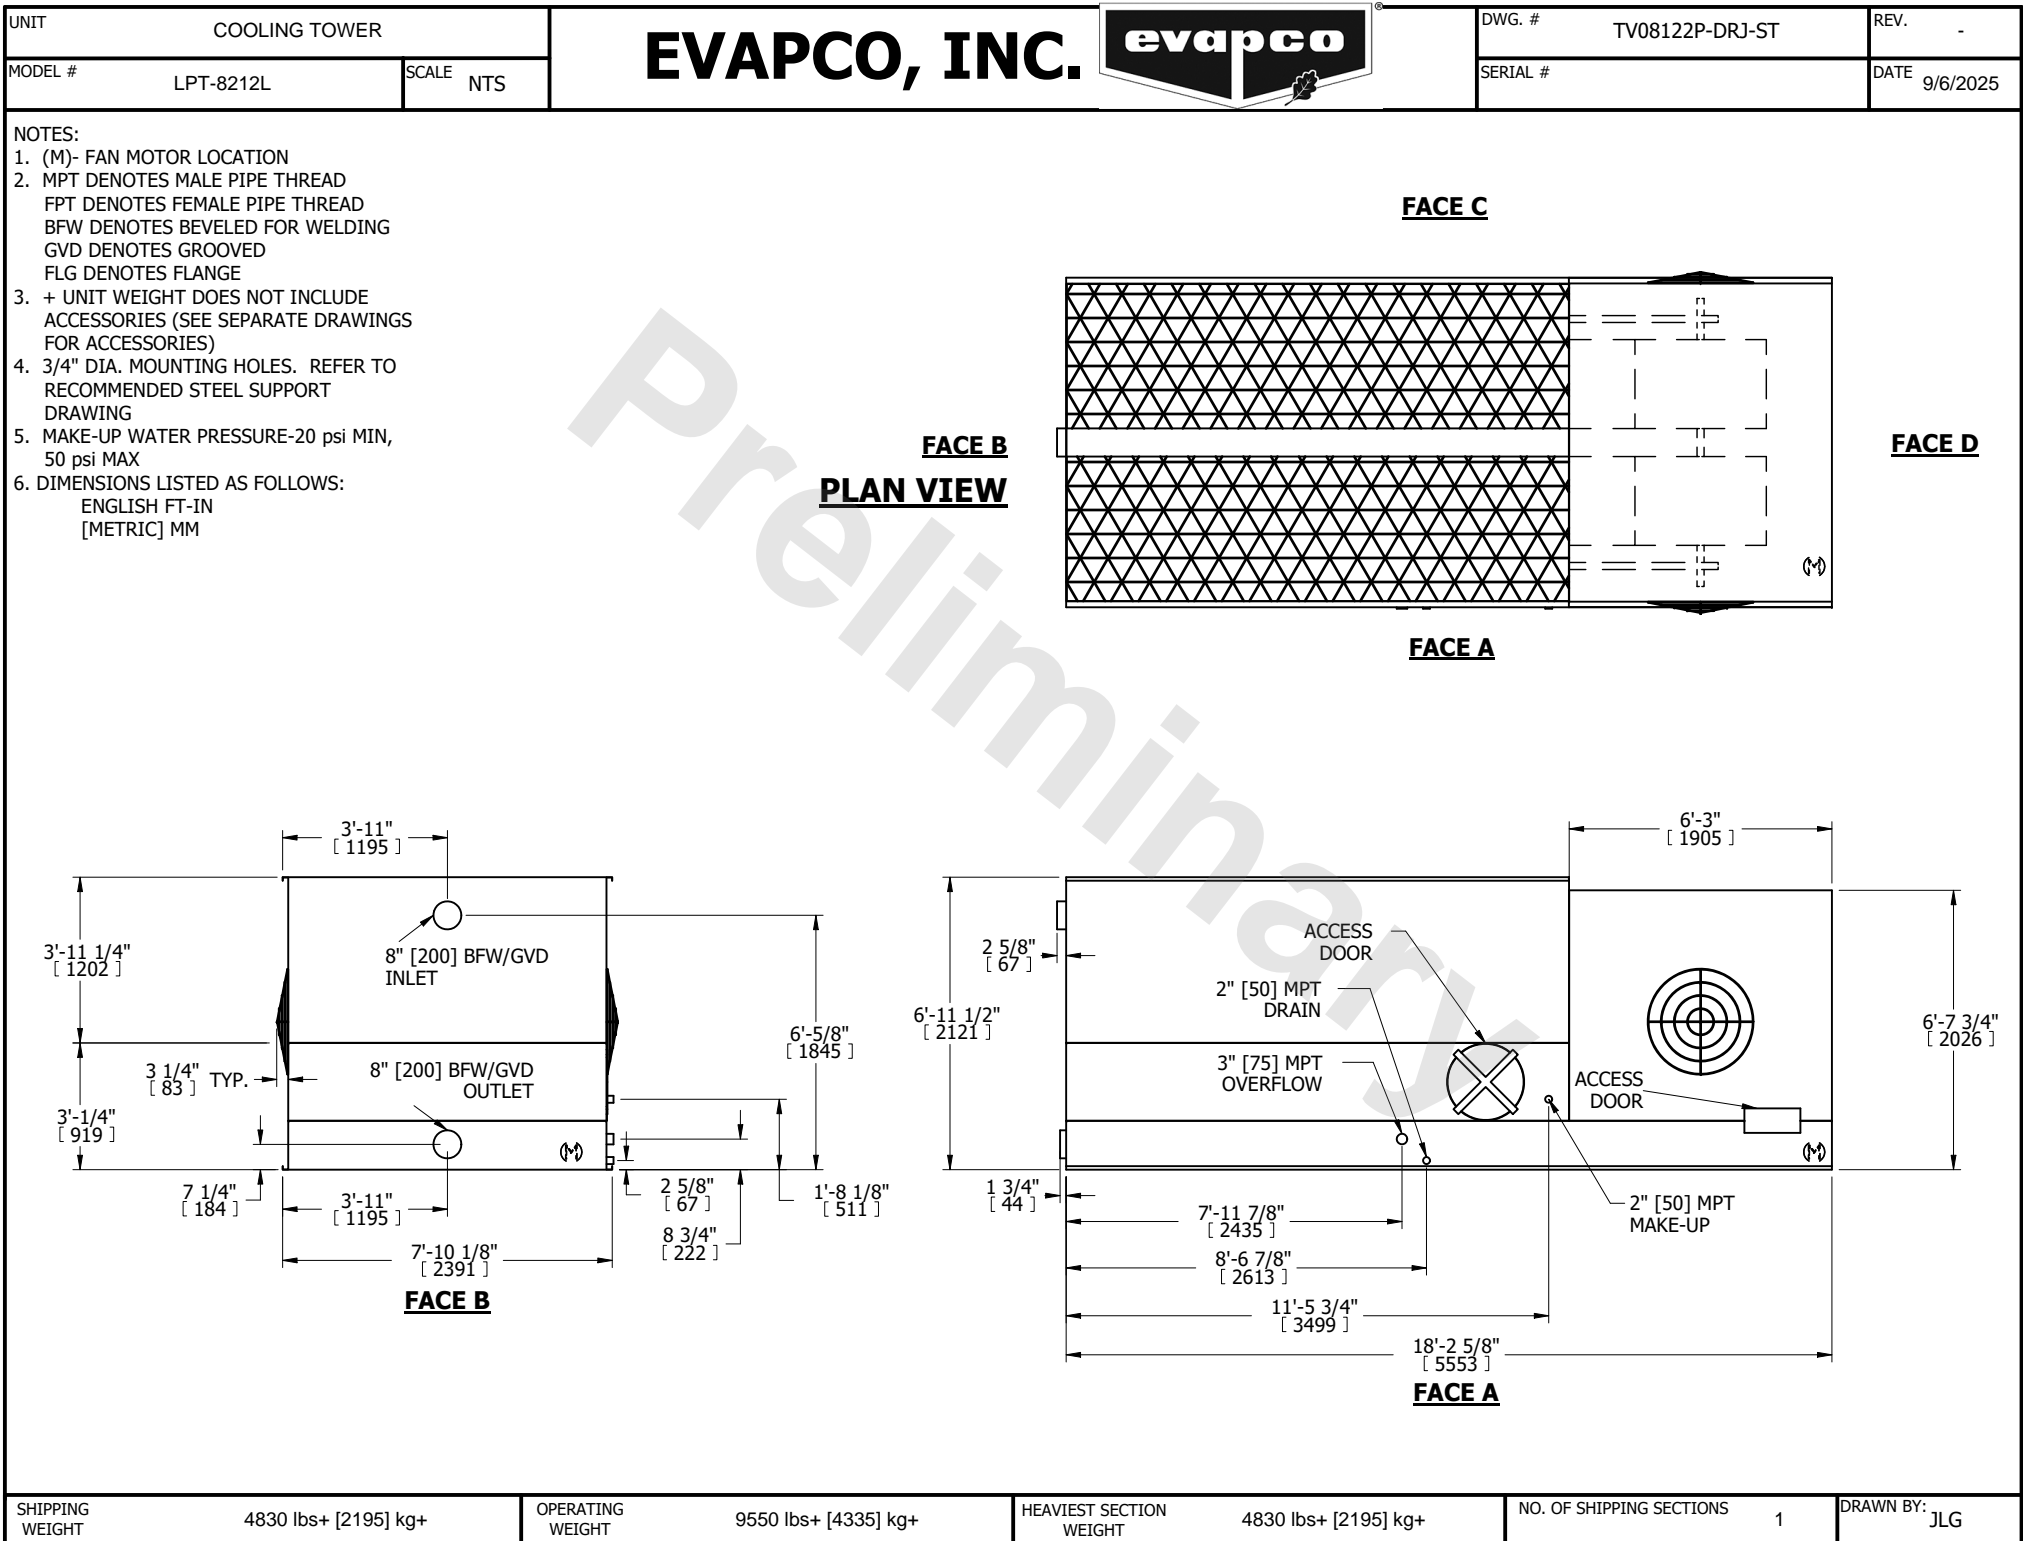 UNIT
COOLING TOWER
MODEL #
LPT-8212L
SCALE
NTS
EVAPCO, INC.
evapco
®
DWG. #
TV08122P-DRJ-ST
REV.
-
SERIAL #
DATE
9/6/2025
NOTES:
1. (M)- FAN MOTOR LOCATION
2. MPT DENOTES MALE PIPE THREAD
FPT DENOTES FEMALE PIPE THREAD
BFW DENOTES BEVELED FOR WELDING
GVD DENOTES GROOVED
FLG DENOTES FLANGE
3. + UNIT WEIGHT DOES NOT INCLUDE
ACCESSORIES (SEE SEPARATE DRAWINGS
FOR ACCESSORIES)
4. 3/4" DIA. MOUNTING HOLES. REFER TO
RECOMMENDED STEEL SUPPORT
DRAWING
5. MAKE-UP WATER PRESSURE-20 psi MIN,
50 psi MAX
6. DIMENSIONS LISTED AS FOLLOWS:
ENGLISH FT-IN
[METRIC] MM
Preliminary
FACE C
FACE B
PLAN VIEW
FACE D
(M)
FACE A
3'-11"
[ 1195 ]
3'-11 1/4"
[ 1202 ]
8" [200] BFW/GVD
INLET
6'-5/8"
[ 1845 ]
3 1/4"
[ 83 ]
TYP.
8" [200] BFW/GVD
OUTLET
3'-1/4"
[ 919 ]
(M)
7 1/4"
[ 184 ]
3'-11"
[ 1195 ]
2 5/8"
[ 67 ]
1'-8 1/8"
[ 511 ]
8 3/4"
[ 222 ]
7'-10 1/8"
[ 2391 ]
FACE B
6'-3"
[ 1905 ]
2 5/8"
[ 67 ]
ACCESS
DOOR
2" [50] MPT
DRAIN
6'-11 1/2"
[ 2121 ]
6'-7 3/4"
[ 2026 ]
3" [75] MPT
OVERFLOW
ACCESS
DOOR
(M)
1 3/4"
[ 44 ]
2" [50] MPT
MAKE-UP
7'-11 7/8"
[ 2435 ]
8'-6 7/8"
[ 2613 ]
11'-5 3/4"
[ 3499 ]
18'-2 5/8"
[ 5553 ]
FACE A
SHIPPING
WEIGHT
4830 lbs+ [2195] kg+
OPERATING
WEIGHT
9550 lbs+ [4335] kg+
HEAVIEST SECTION
WEIGHT
4830 lbs+ [2195] kg+
NO. OF SHIPPING SECTIONS
1
DRAWN BY:
JLG